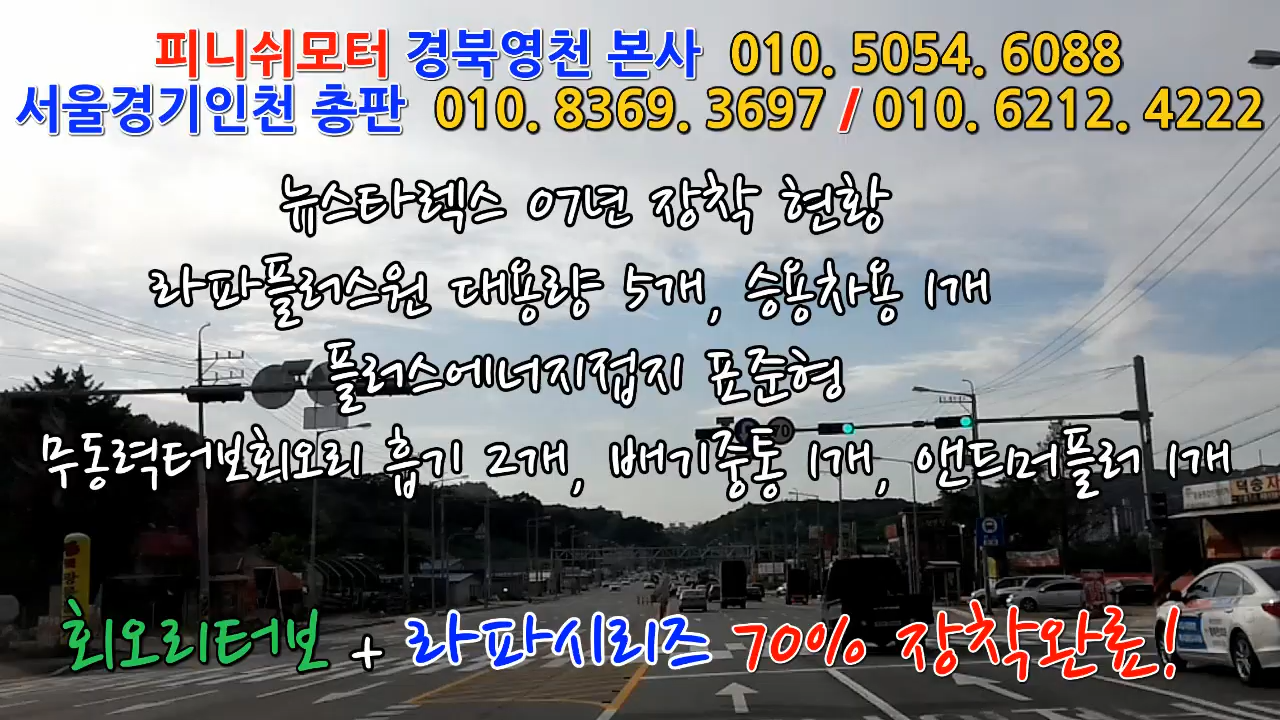 피니쉬모터 경북영천 본사 010. 5054. 6088
서울경기인천 총판 010. 8369. 3697 / 010. 6212. 4222
뉴스타렉스 07년 장착 현황
라파플러스원 대용량 5개, 승용차용 1개
플러스에너지접지 표준형
70
무동력터보회오리 흡기 2개, 배기중통 1개, 앤드머플러 1개
덕송
회오리터보 + 라파시리즈 70% 장착완료!